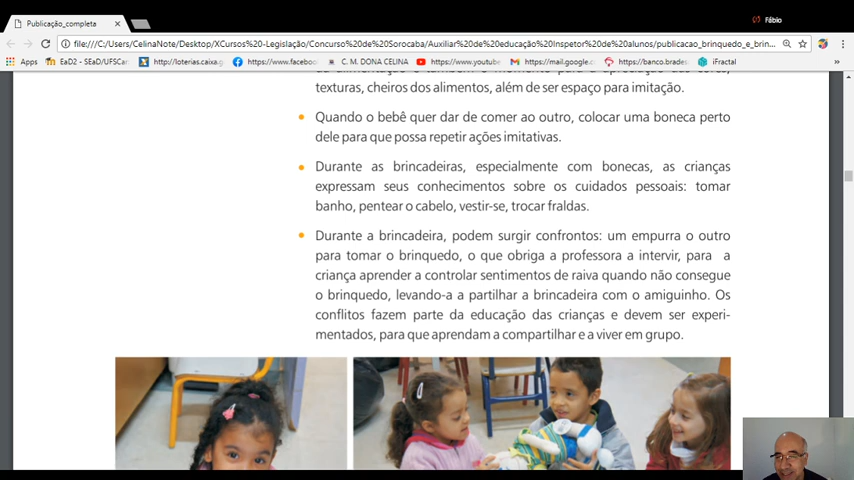 Publicação_completa
Fábio
file:///C:/Users/CelinaNote/Desktop/XCursos%20-Legislação/Concurso%20de%20Sorocaba/Auxiliar%20de%20educação%20Inspetor%20de%20alunos/publicacao_brinquedo_e_brin...
Apps EaD2 - SEaD/UFSCar http://loterias.caixa.g https://www.facebook C. M. DONA CELINA https://www.youtube https://mail.google.c https://banco.brades iFractal
texturas, cheiros dos alimentos, além de ser espaço para imitação.
Quando o bebê quer dar de comer ao outro, colocar uma boneca perto
dele para que possa repetir ações imitativas.
Durante as brincadeiras, especialmente com bonecas, as crianças
expressam seus conhecimentos sobre os cuidados pessoais: tomar
banho, pentear o cabelo, vestir-se, trocar fraldas.
Durante a brincadeira, podem surgir confrontos: um empurra o outro
para tomar o brinquedo, o que obriga a professora a intervir, para a
criança aprender a controlar sentimentos de raiva quando não consegue
o brinquedo, levando-a a partilhar a brincadeira com o amiguinho. Os
conflitos fazem parte da educação das crianças e devem ser experi-
mentados, para que aprendam a compartilhar e a viver em grupo.